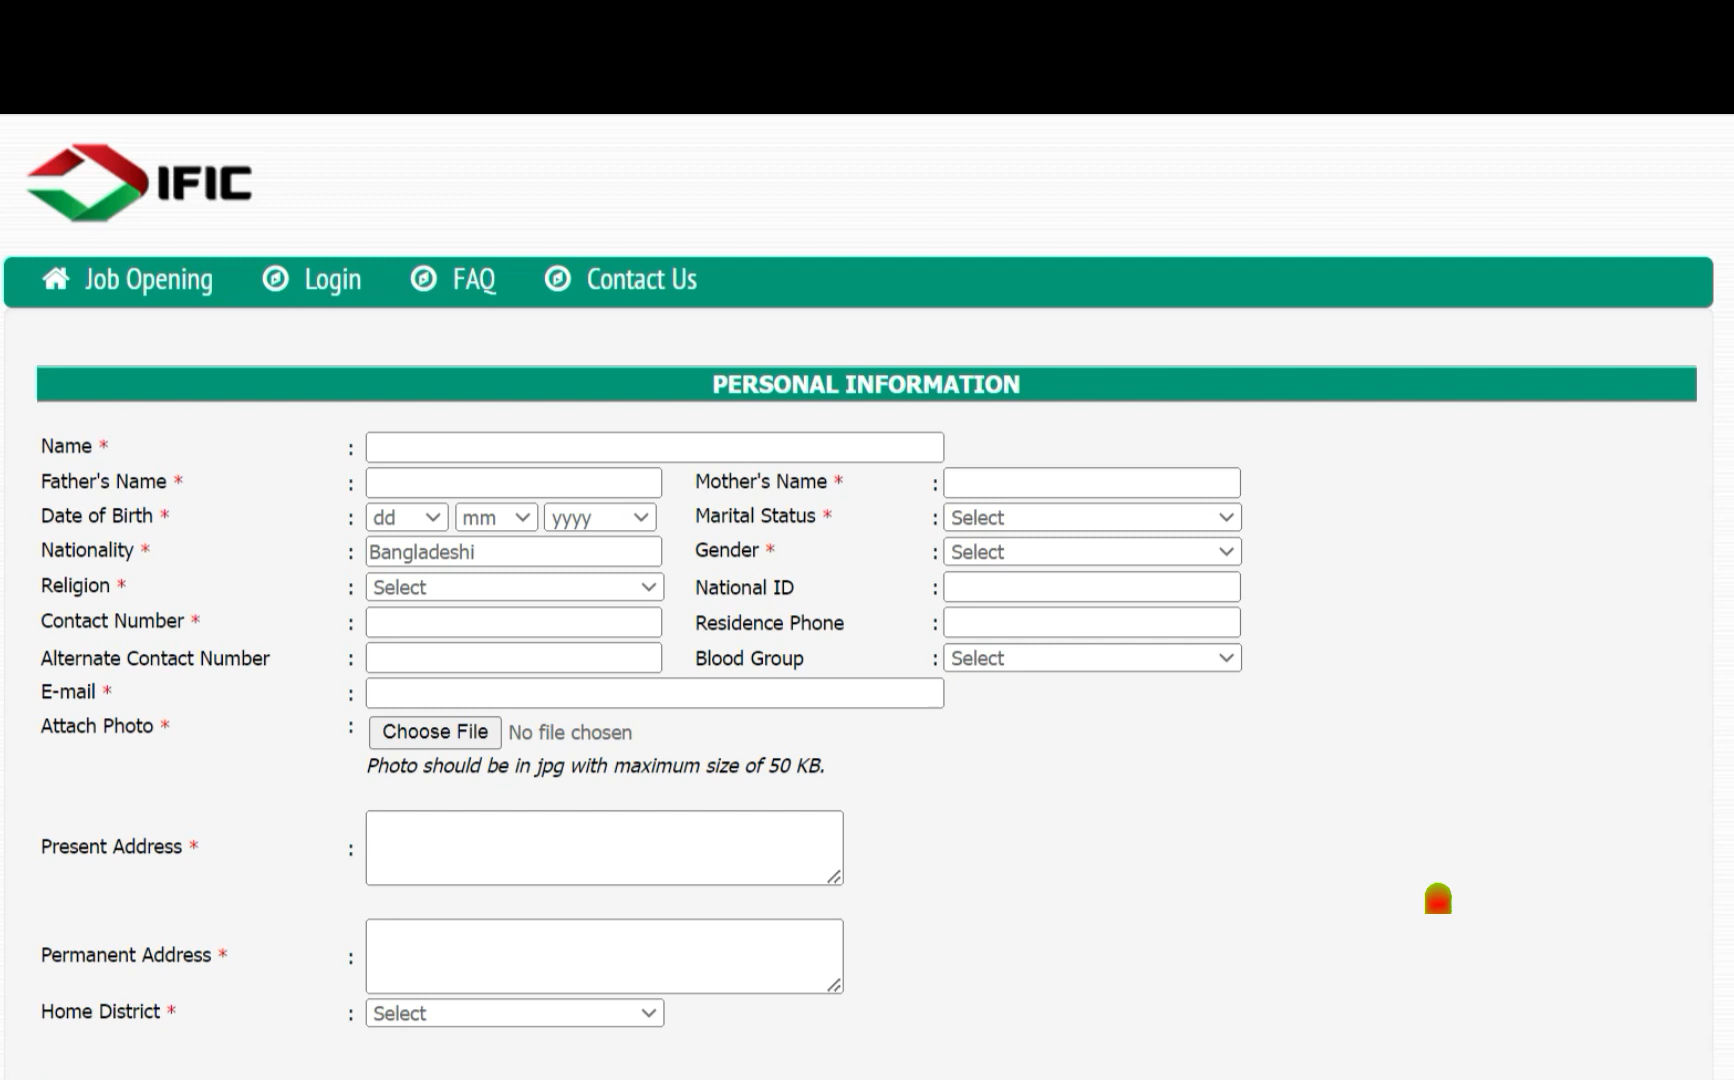 IFIC
Job Opening Login FAQ Contact Us
PERSONAL INFORMATION
Name * :
Father's Name * : Mother's Name * :
Date of Birth * : dd mm yyyy Marital Status * : Select
Nationality * : Bangladeshi Gender * : Select
Religion * : Select National ID :
Contact Number * : Residence Phone :
Alternate Contact Number : Blood Group : Select
E-mail * :
Attach Photo * : Choose File No file chosen
Photo should be in jpg with maximum size of 50 KB.
Present Address * :
Permanent Address * :
Home District * : Select